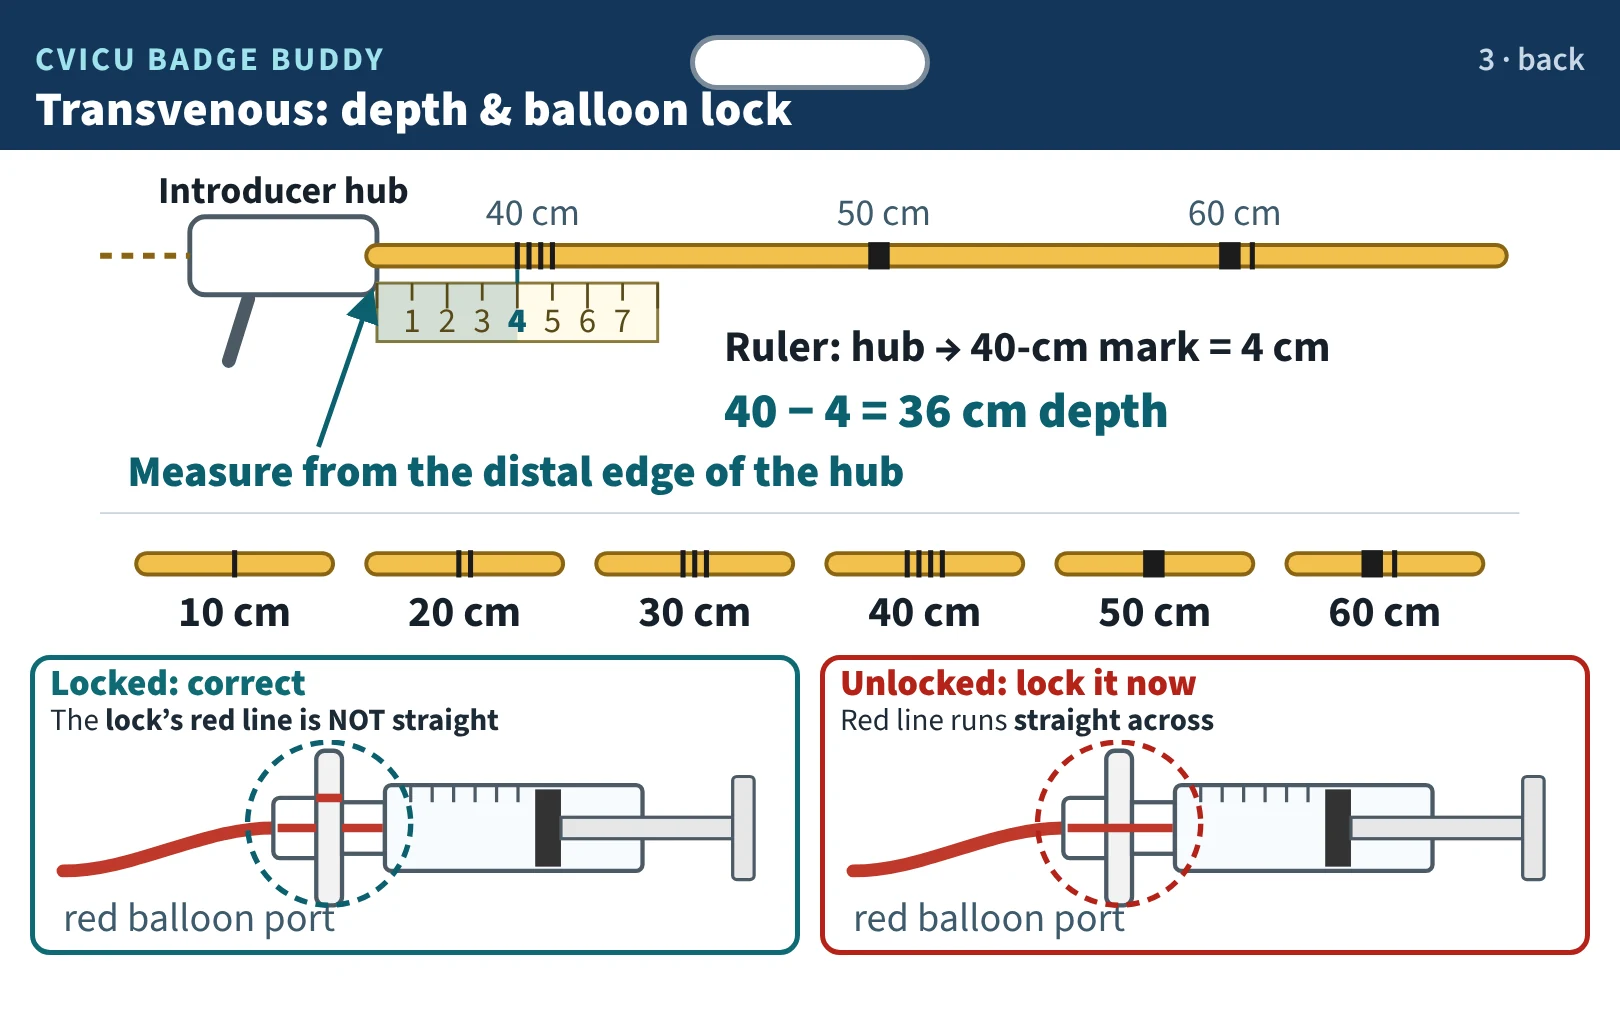 CVICU BADGE BUDDY
3 · back
Transvenous: depth & balloon lock
Introducer hub
40 cm
50 cm
60 cm
1 2 3 4 5 6 7
Ruler: hub → 40-cm mark = 4 cm
40 − 4 = 36 cm depth
Measure from the distal edge of the hub
10 cm
20 cm
30 cm
40 cm
50 cm
60 cm
Locked: correct
The lock’s red line is NOT straight
red balloon port
Unlocked: lock it now
Red line runs straight across
red balloon port